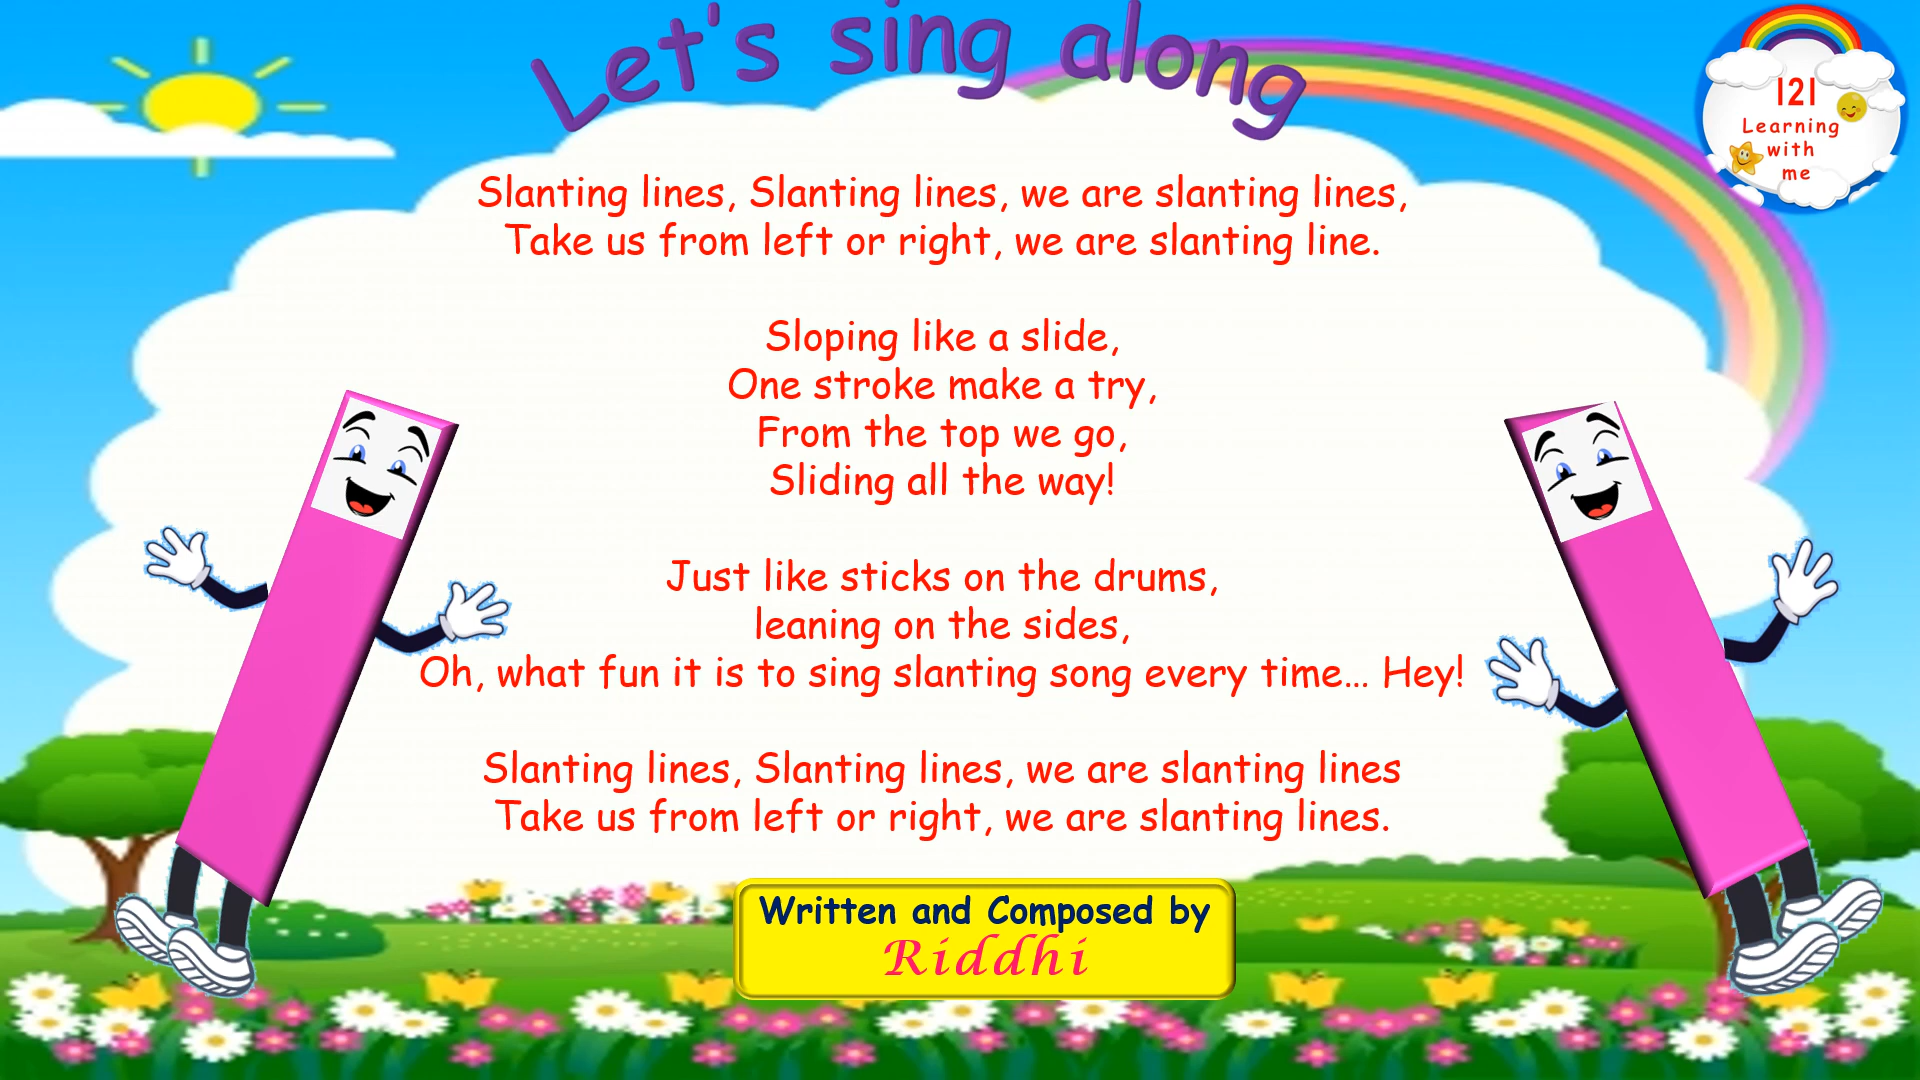 Let's sing along
121
Learning
with
me
Slanting lines, Slanting lines, we are slanting lines,
Take us from left or right, we are slanting line.
Sloping like a slide,
One stroke make a try,
From the top we go,
Sliding all the way!
Just like sticks on the drums,
leaning on the sides,
Oh, what fun it is to sing slanting song every time... Hey!
Slanting lines, Slanting lines, we are slanting lines
Take us from left or right, we are slanting lines.
Written and Composed by
Riddhi